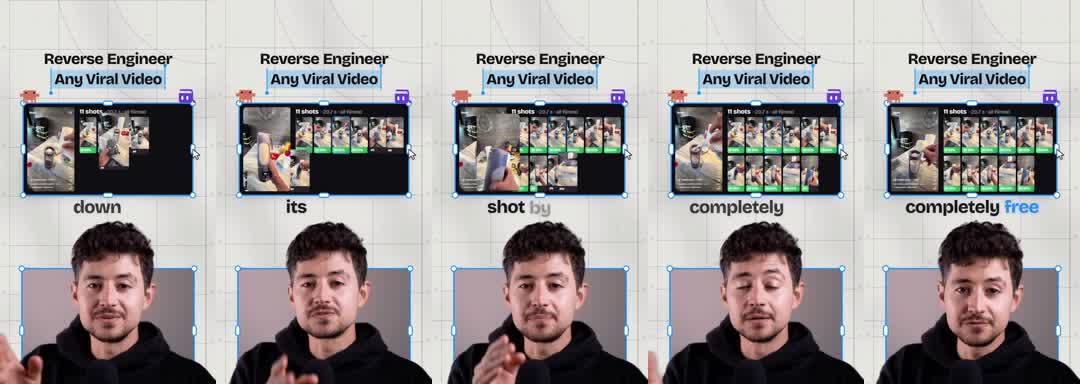 Reverse Engineer
Any Viral Video
11 shots
down
Reverse Engineer
Any Viral Video
11 shots
its
Reverse Engineer
Any Viral Video
11 shots
shot by
Reverse Engineer
Any Viral Video
11 shots
completely
Reverse Engineer
Any Viral Video
11 shots
completely free